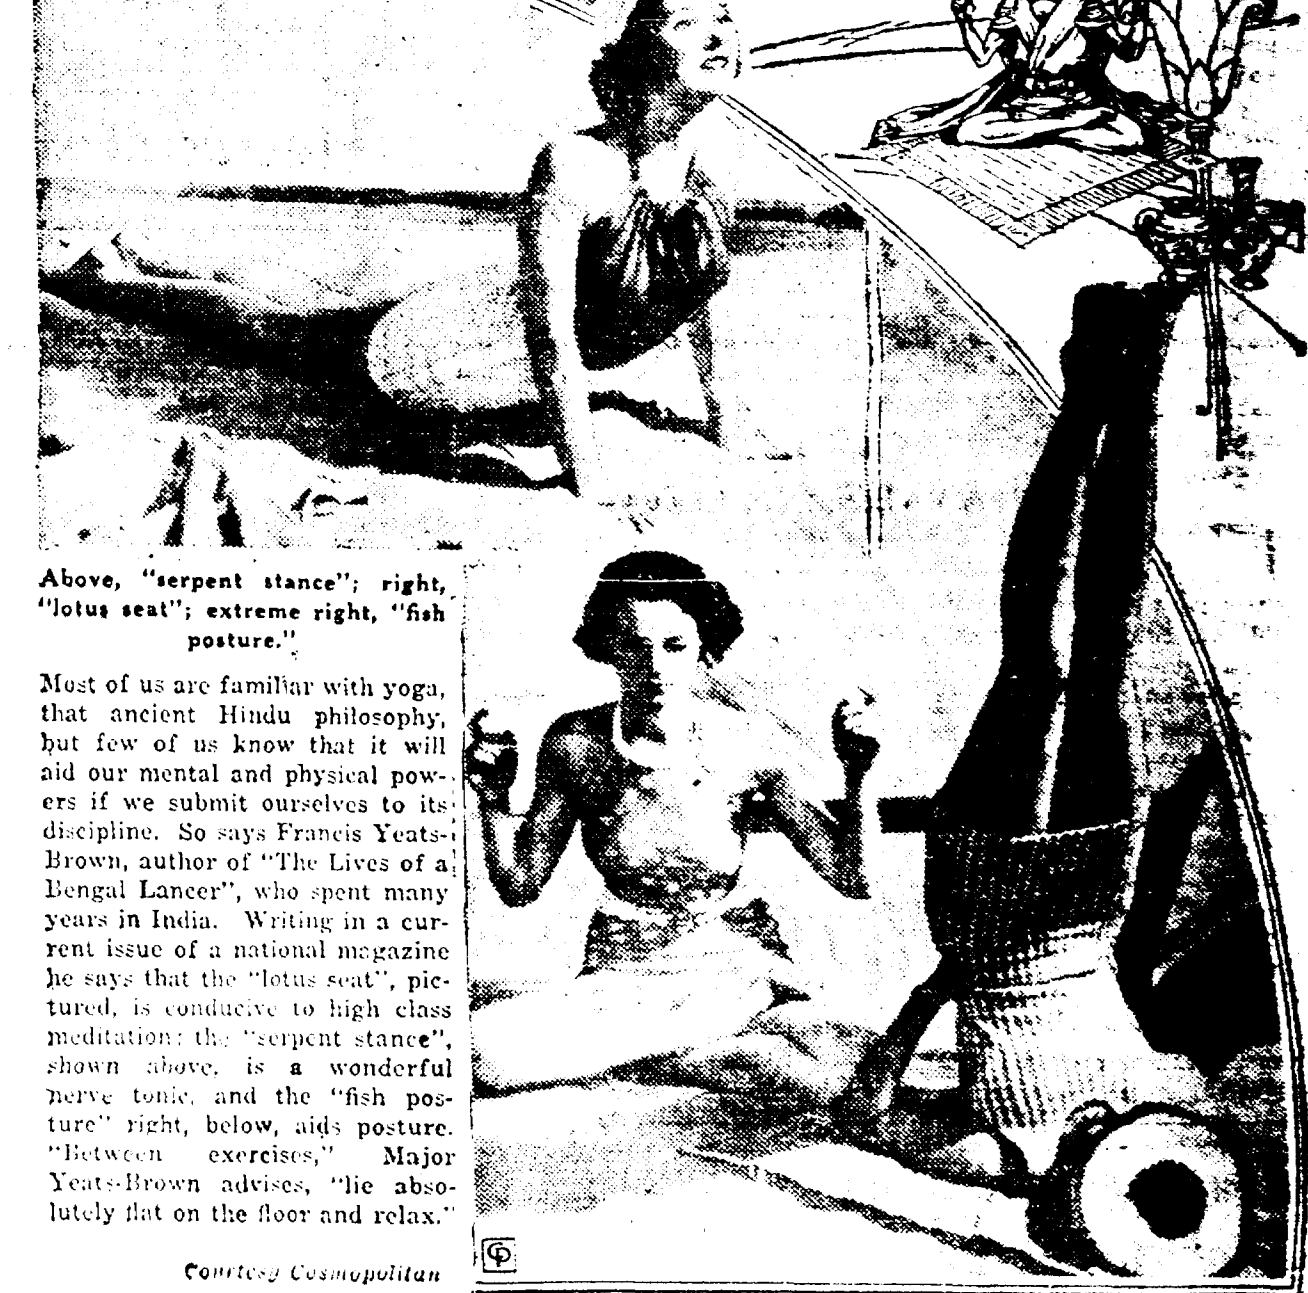 Above, "serpent stance"; right,
"lotus seat"; extreme right, "fish
posture."
Most of us are familiar with yoga,
that ancient Hindu philosophy,
but few of us know that it will
aid our mental and physical pow-
ers if we submit ourselves to its
discipline. So says Francis Yeats-
Brown, author of "The Lives of a
Bengal Lancer", who spent many
years in India. Writing in a cur-
rent issue of a national magazine
he says that the "lotus seat", pic-
tured, is conducive to high class
meditation; the "serpent stance",
shown above, is a wonderful
nerve tonic, and the "fish pos-
ture" right, below, aids posture.
"Between exercises," Major
Yeats-Brown advises, "lie abso-
lutely flat on the floor and relax."
Courtesy Cosmopolitan
CP